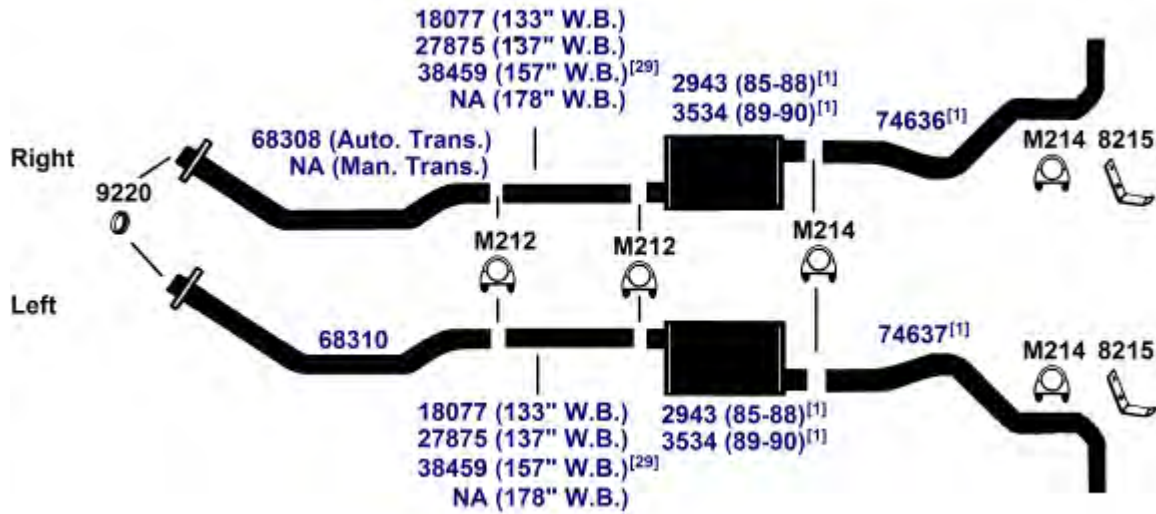 18077 (133" W.B.)
27875 (137" W.B.)
38459 (157" W.B.)[29]
NA (178" W.B.)
2943 (85-88)[1]
3534 (89-90)[1]
74636[1]
68308 (Auto. Trans.)
NA (Man. Trans.)
M214 8215
Right
9220
M212
M212
M214
Left
68310
74637[1]
M214 8215
18077 (133" W.B.)
27875 (137" W.B.)
38459 (157" W.B.)[29]
NA (178" W.B.)
2943 (85-88)[1]
3534 (89-90)[1]